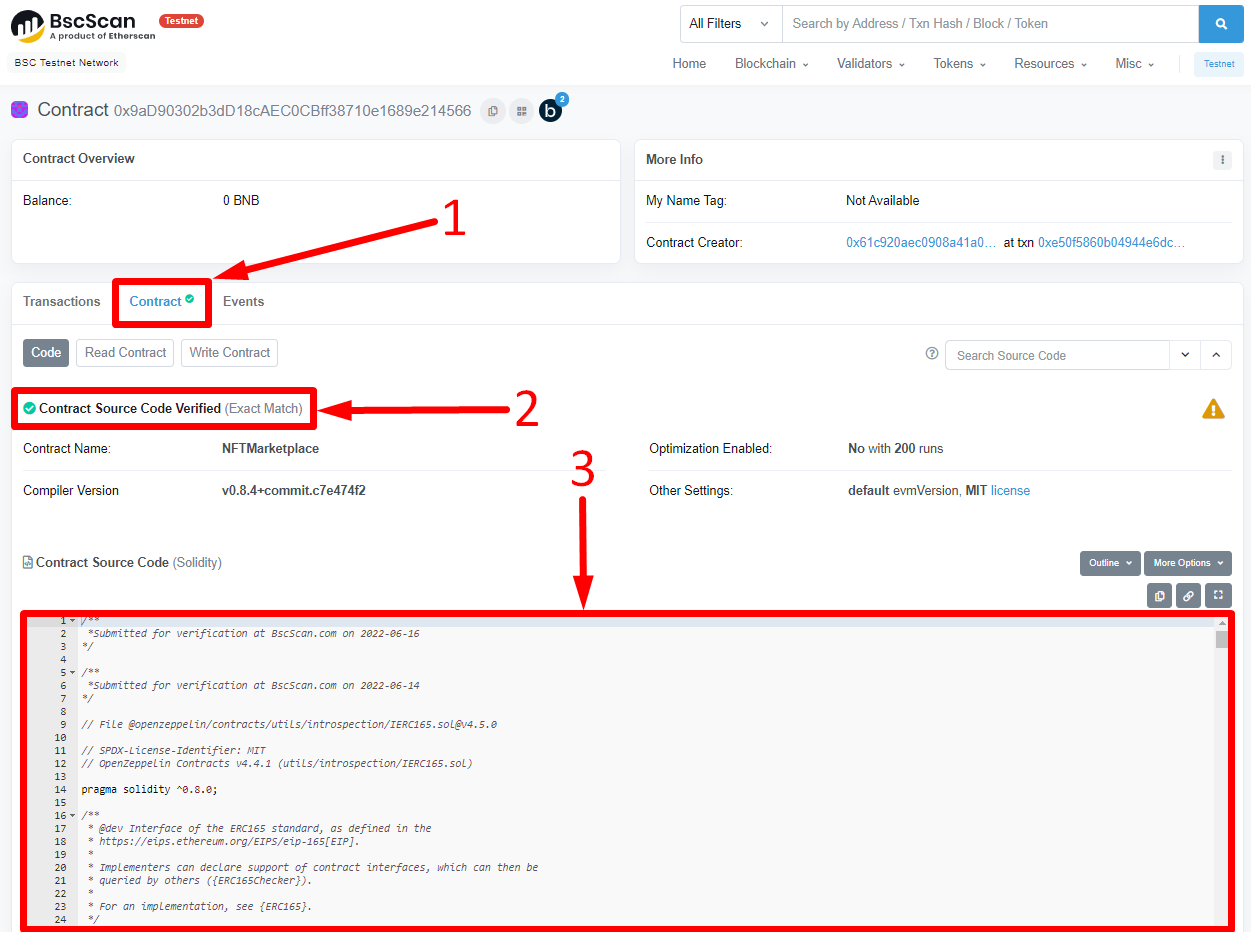 BscScan Testnet
A product of Etherscan
All Filters Search by Address / Txn Hash / Block / Token
BSC Testnet Network
Home Blockchain Validators Tokens Resources Misc Testnet
Contract 0x9aD90302b3dD18cAEC0CBff38710e1689e214566 b 2
Contract Overview
Balance: 0 BNB
More Info
My Name Tag: Not Available
Contract Creator: 0x61c920aec0908a41a0... at txn 0xe50f5860b04944e6dc...
1
Transactions Contract Events
Code Read Contract Write Contract
Search Source Code
Contract Source Code Verified (Exact Match)
2
Contract Name: NFTMarketplace
Optimization Enabled: No with 200 runs
3
Compiler Version v0.8.4+commit.c7e474f2
Other Settings: default evmVersion, MIT license
Contract Source Code (Solidity)
Outline More Options
1 /**
2 *Submitted for verification at BscScan.com on 2022-06-16
3 */
4
5 /**
6 *Submitted for verification at BscScan.com on 2022-06-14
7 */
8
9 // File @openzeppelin/contracts/utils/introspection/IERC165.sol@v4.5.0
10
11 // SPDX-License-Identifier: MIT
12 // OpenZeppelin Contracts v4.4.1 (utils/introspection/IERC165.sol)
13
14 pragma solidity ^0.8.0;
15
16 /**
17 * @dev Interface of the ERC165 standard, as defined in the
18 * https://eips.ethereum.org/EIPS/eip-165[EIP].
19 *
20 * Implementers can declare support of contract interfaces, which can then be
21 * queried by others ({ERC165Checker}).
22 *
23 * For an implementation, see {ERC165}.
24 */